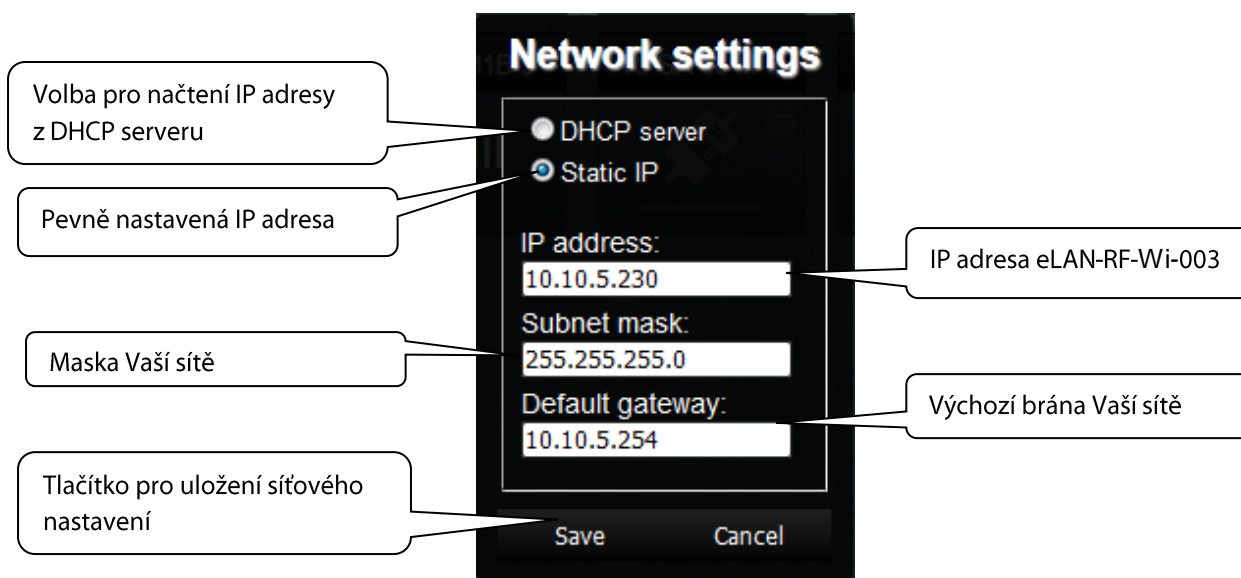 Network settings
Volba pro načtení IP adresy
z DHCP serveru
DHCP server
Static IP
Pevně nastavená IP adresa
IP address:
10.10.5.230
IP adresa eLAN-RF-Wi-003
Subnet mask:
255.255.255.0
Maska Vaší sítě
Default gateway:
10.10.5.254
Výchozí brána Vaší sítě
Tlačítko pro uložení síťového
nastavení
Save
Cancel